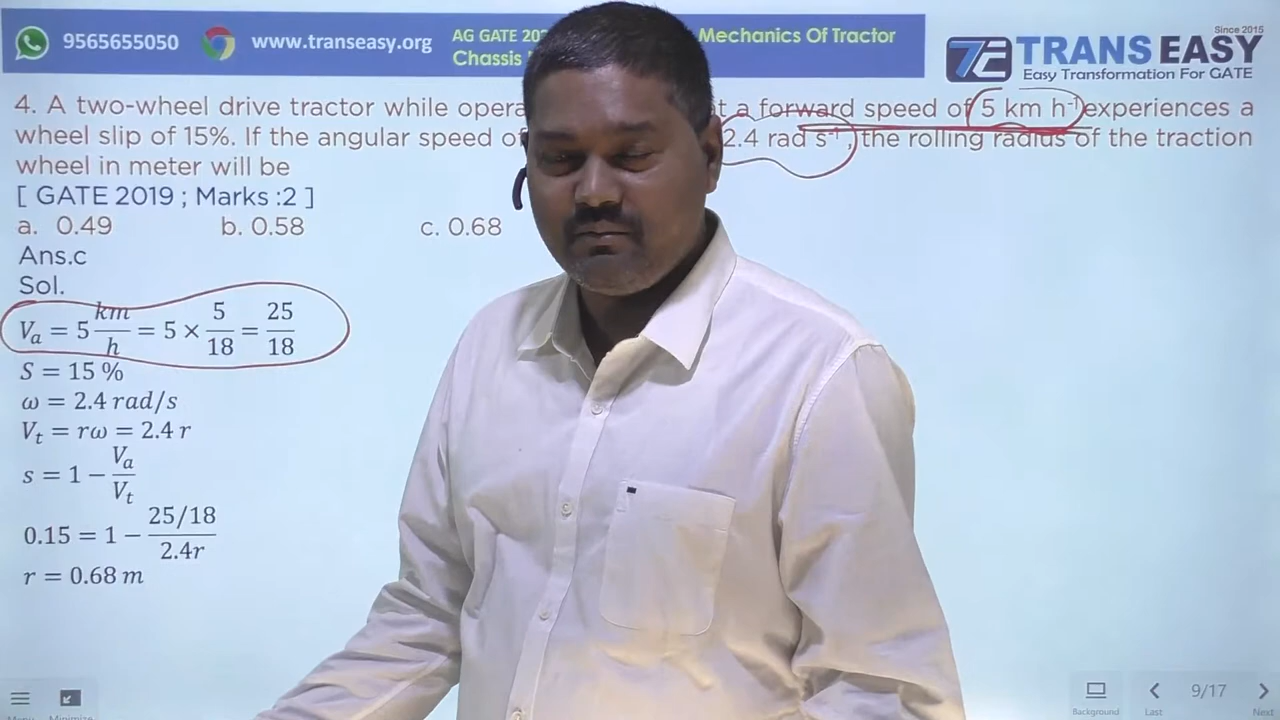 9565655050
www.transeasy.org
AG GATE
Mechanics Of Tractor
Chassis
Since 2015
TRANS EASY
Easy Transformation For GATE
4. A two-wheel drive tractor while a forward speed of 5 km h⁻¹ experiences a
wheel slip of 15%. If the angular speed 2.4 rad s⁻¹, the rolling radius of the traction
wheel in meter will be
[ GATE 2019 ; Marks :2 ]
a. 0.49 b. 0.58 c. 0.68
Ans.c
Sol.
Vₐ = 5 km/h = 5 × 5/18 = 25/18
S = 15 %
ω = 2.4 rad/s
Vₜ = rω = 2.4 r
s = 1 − Vₐ/Vₜ
0.15 = 1 − 25/18/2.4r
r = 0.68 m
Menu
Minimize
Background
Last
9/17
Next